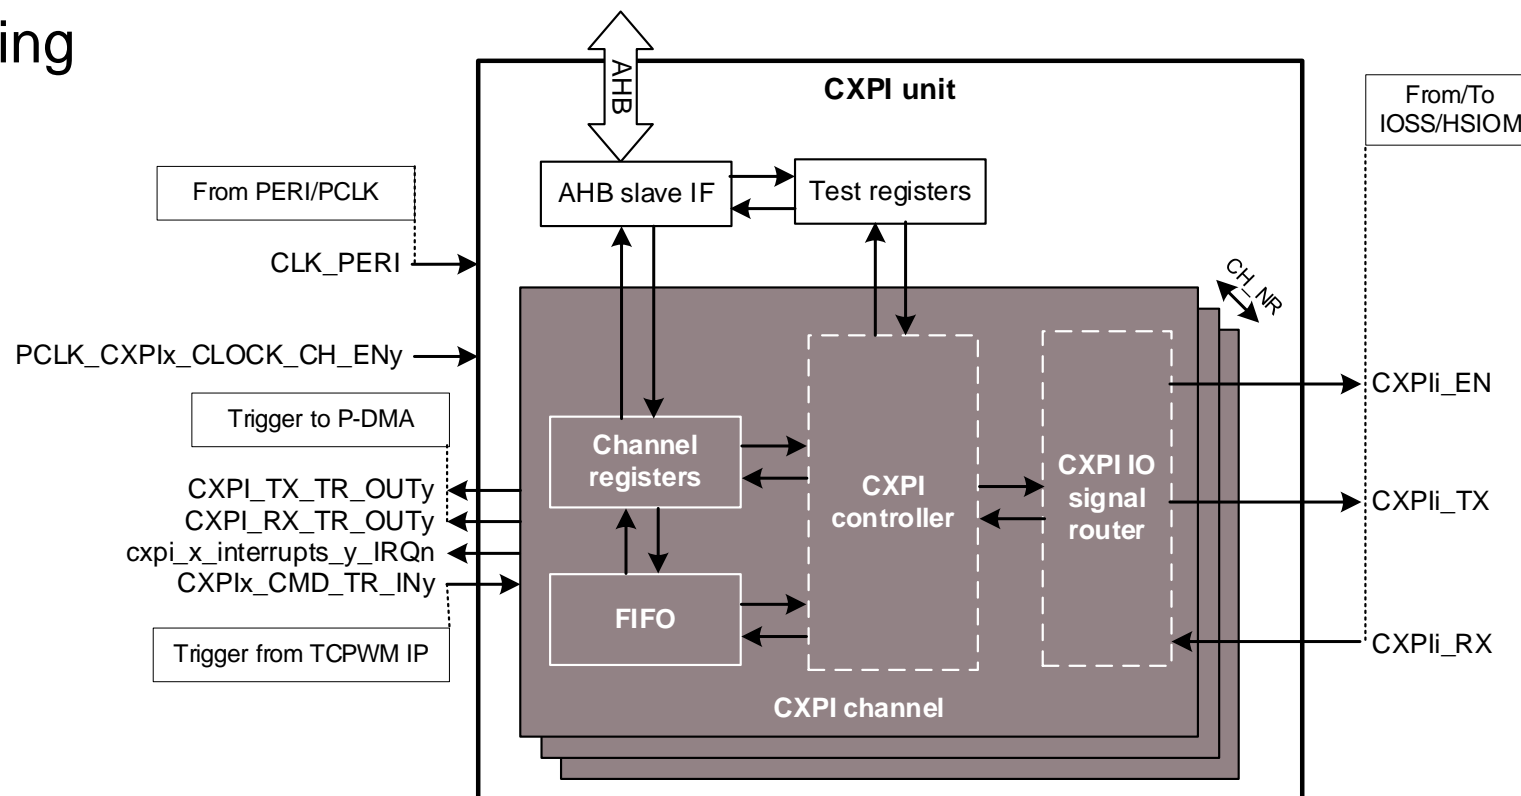 ing
AHB
CXPI unit
From/To
IOSS/HSIOM
From PERI/PCLK
AHB slave IF
Test registers
CLK_PERI
CH_NR
PCLK_CXPIx_CLOCK_CH_ENy
CXPIi_EN
Trigger to P-DMA
Channel
registers
CXPI
controller
CXPI IO
signal
router
CXPI_TX_TR_OUTy
CXPI_RX_TR_OUTy
cxpi_x_interrupts_y_IRQn
CXPIx_CMD_TR_INy
CXPIi_TX
FIFO
Trigger from TCPWM IP
CXPIi_RX
CXPI channel